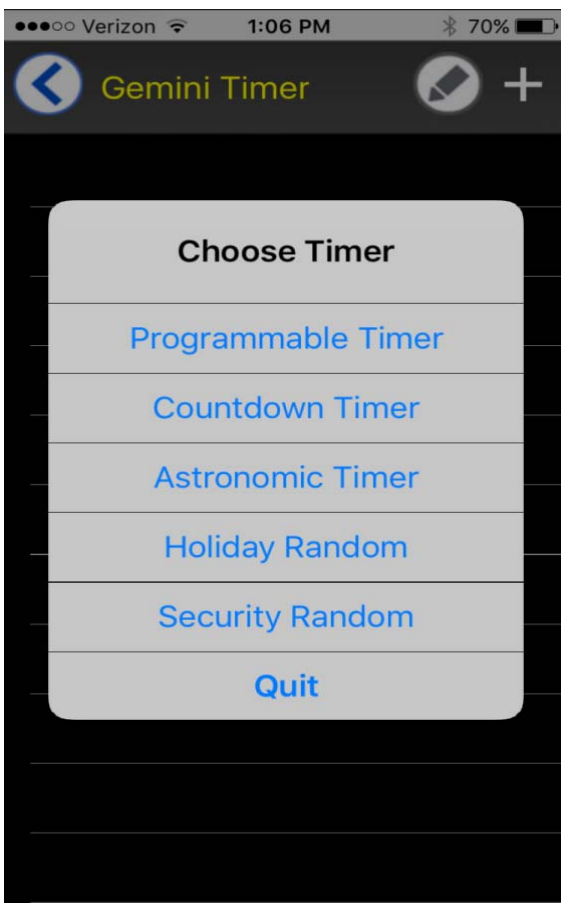 Verizon 1:06 PM 70%
Gemini Timer
Choose Timer
Programmable Timer
Countdown Timer
Astronomic Timer
Holiday Random
Security Random
Quit